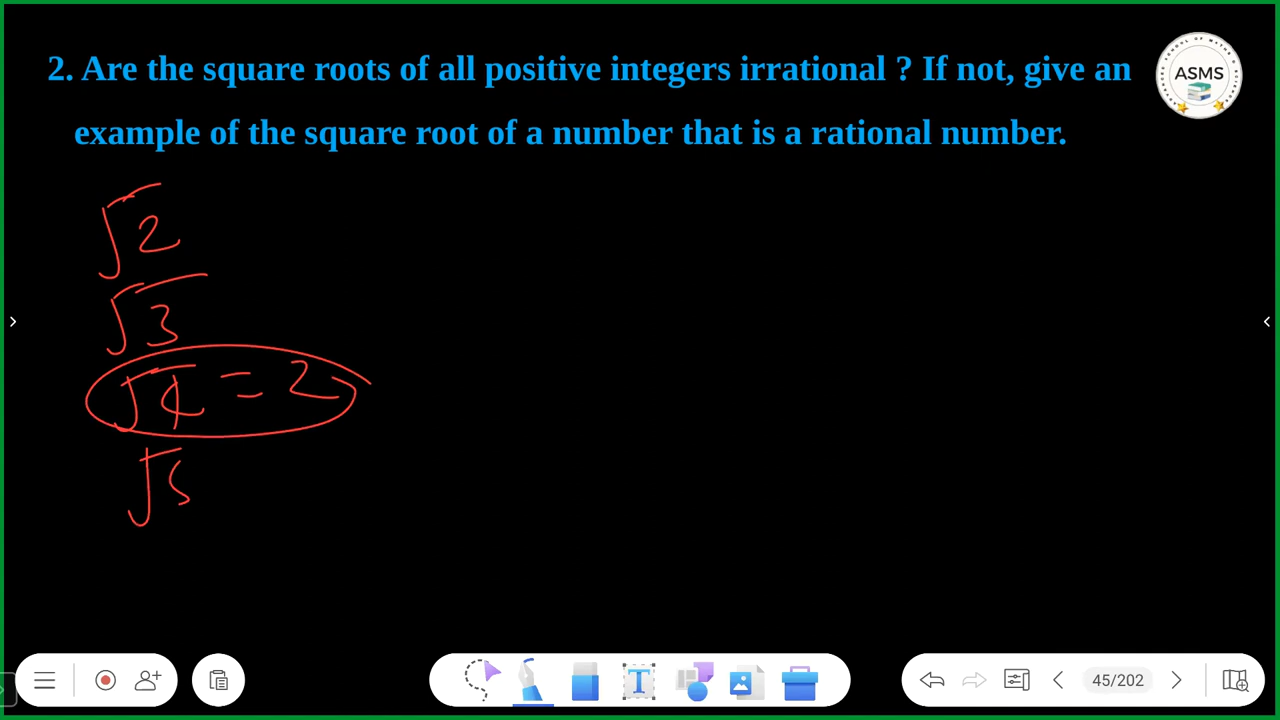 2. Are the square roots of all positive integers irrational ? If not, give an
example of the square root of a number that is a rational number.
ASMS
√2
√3
√4 = 2
√5
45/202